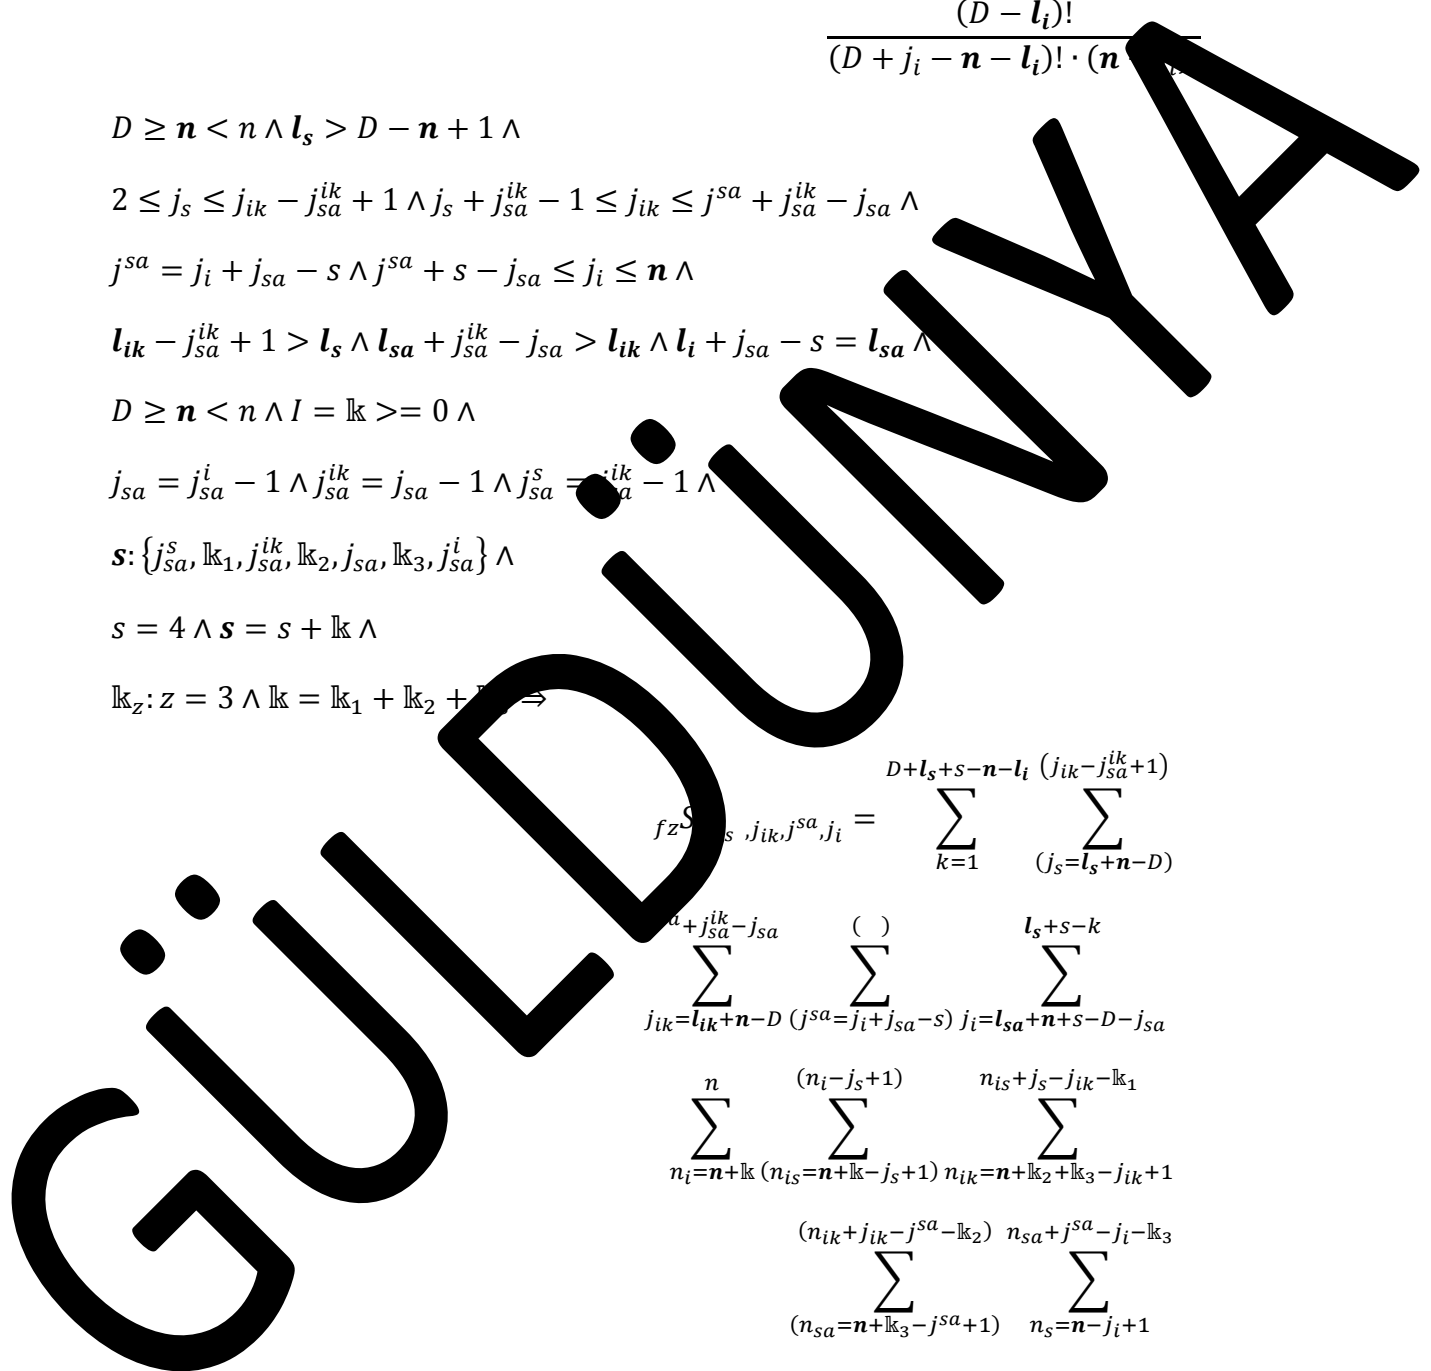 (D − l_i)!
(D + j_i − n − l_i)! · (n
D ≥ n < n ∧ l_s > D − n + 1 ∧
2 ≤ j_s ≤ j_ik − j_sa^ik + 1 ∧ j_s + j_sa^ik − 1 ≤ j_ik ≤ j^sa + j_sa^ik − j_sa ∧
j^sa = j_i + j_sa − s ∧ j^sa + s − j_sa ≤ j_i ≤ n ∧
l_ik − j_sa^ik + 1 > l_s ∧ l_sa + j_sa^ik − j_sa > l_ik ∧ l_i + j_sa − s = l_sa ∧
D ≥ n < n ∧ I = 𝕜 >= 0 ∧
j_sa = j_sa^i − 1 ∧ j_sa^ik = j_sa − 1 ∧ j_sa^s = − 1 ∧
s: {j_sa^s, 𝕜_1, j_sa^ik, 𝕜_2, j_sa, 𝕜_3, j_sa^i} ∧
s = 4 ∧ s = s + 𝕜 ∧
𝕜_z: z = 3 ∧ 𝕜 = 𝕜_1 + 𝕜_2 + ⇒
D+l_s+s−n−l_i (j_ik−j_sa^ik+1)
fz S s ,j_ik,j^sa,j_i = ∑ ∑
k=1 (j_s=l_s+n−D)
+j_sa^ik−j_sa ( ) l_s+s−k
∑ ∑ ∑
j_ik=l_ik+n−D (j^sa=j_i+j_sa−s) j_i=l_sa+n+s−D−j_sa
n (n_i−j_s+1) n_is+j_s−j_ik−𝕜_1
∑ ∑ ∑
n_i=n+𝕜 (n_is=n+𝕜−j_s+1) n_ik=n+𝕜_2+𝕜_3−j_ik+1
(n_ik+j_ik−j^sa−𝕜_2) n_sa+j^sa−j_i−𝕜_3
∑ ∑
(n_sa=n+𝕜_3−j^sa+1) n_s=n−j_i+1
GÜLDÜNYA